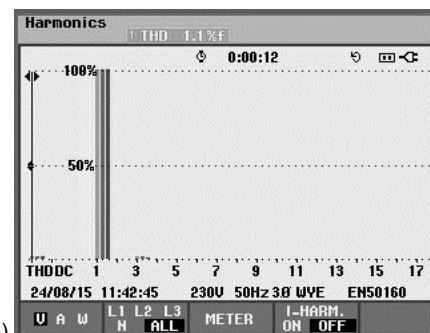 Harmonics
THD 1.1%f
0:00:12
100%
50%
THDDC 1 3 5 7 9 11 13 15 17
24/08/15 11:42:45 230V 50Hz 3Ø WYE EN50160
U A W L1 L2 L3 N ALL METER I-HARM. ON OFF
)